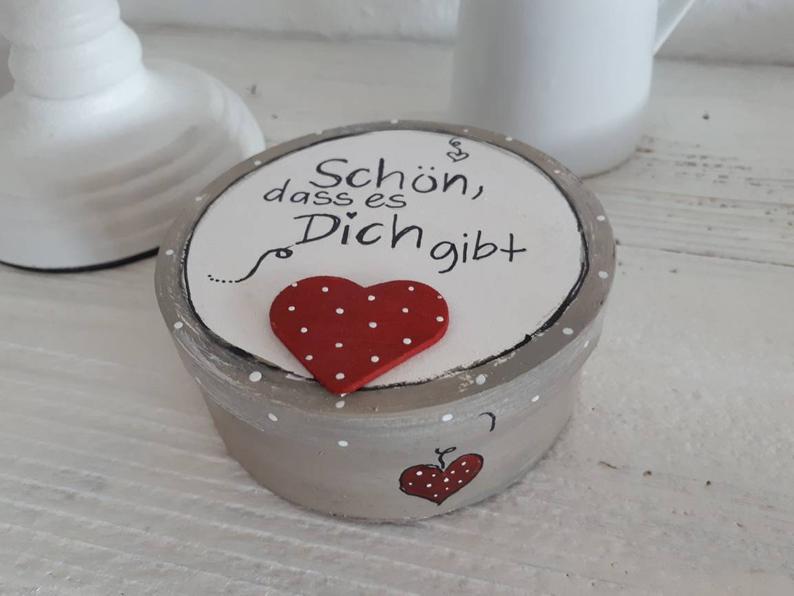 Schön,
dass es
Dich gibt